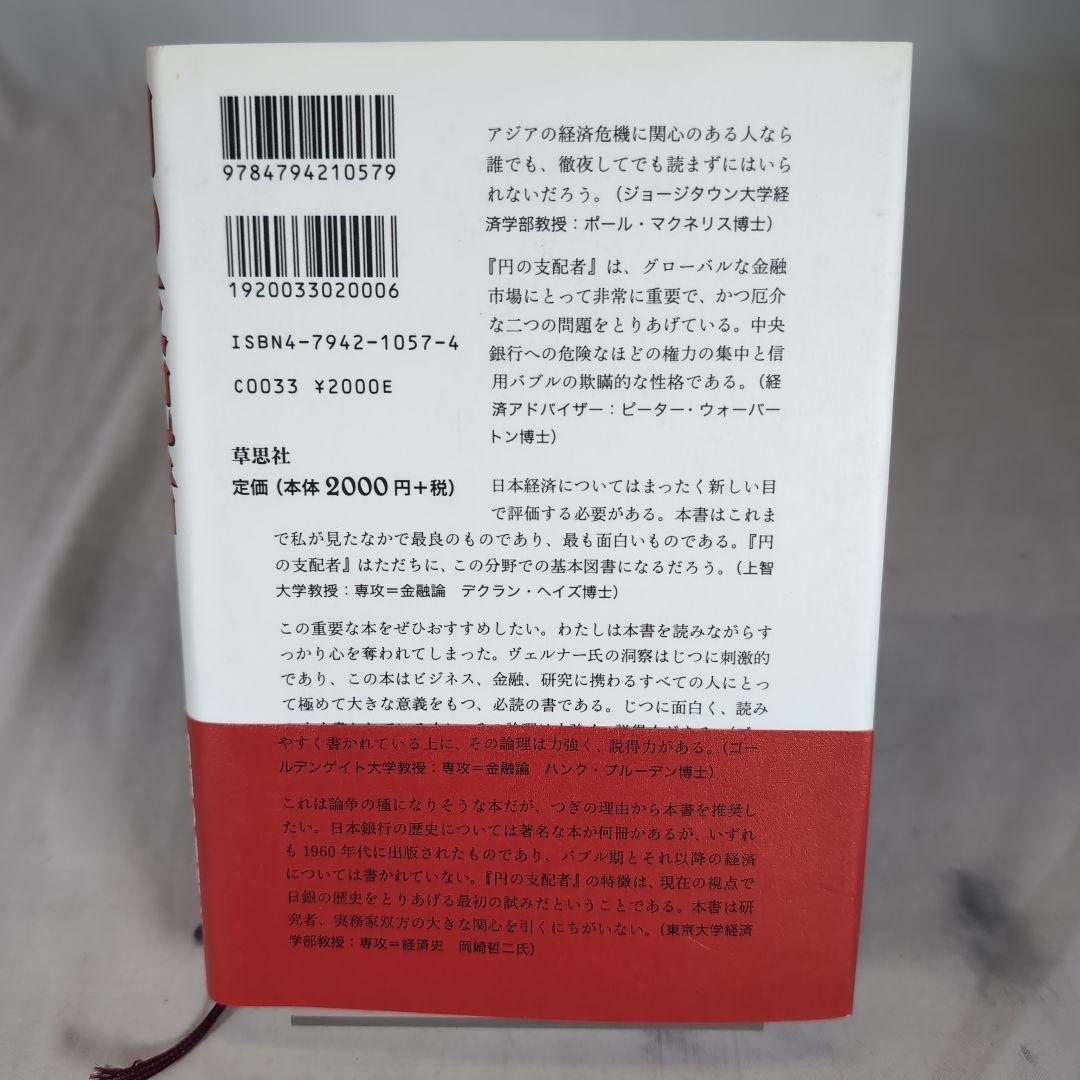 9784794210579
1920033020006
ISBN4-7942-1057-4
C0033 ¥2000E
草思社
定価(本体2000円+税)
アジアの経済危機に関心のある人なら
誰でも、徹夜してでも読まずにはいら
れないだろう。(ジョージタウン大学経
済学部教授:ポール・マクネリス博士)
『円の支配者』は、グローバルな金融
市場にとって非常に重要で、かつ厄介
な二つの問題をとりあげている。中央
銀行への危険なほどの権力の集中と信
用バブルの欺瞞的な性格である。(経
済アドバイザー:ピーター・ウォーバー
トン博士)
日本経済についてはまったく新しい目
で評価する必要がある。本書はこれま
で私が見たなかで最良のものであり、最も面白いものである。『円
の支配者』はただちに、この分野での基本図書になるだろう。(上智
大学教授:専攻=金融論 デクラン・ヘイズ博士)
この重要な本をぜひおすすめしたい。わたしは本書を読みながらす
っかり心を奪われてしまった。ヴェルナー氏の洞察はじつに刺激的
であり、この本はビジネス、金融、研究に携わるすべての人にとっ
て極めて大きな意義をもつ、必読の書である。じつに面白く、読み
やすく書かれている上に、その論理は力強く、説得力がある。(ゴー
ルデンゲイト大学教授:専攻=金融論 ハンク・プルーデン博士)
これは論争の種になりそうな本だが、つぎの理由から本書を推奨し
たい。日本銀行の歴史については著名な本が何冊かあるが、いずれ
も1960年代に出版されたものであり、バブル期とそれ以降の経済
については書かれていない。『円の支配者』の特徴は、現在の視点で
日銀の歴史をとりあげる最初の試みだということである。本書は研
究者、実務家双方の大きな関心を引くにちがいない。(東京大学経済
学部教授:専攻=経済史 岡崎哲二氏)